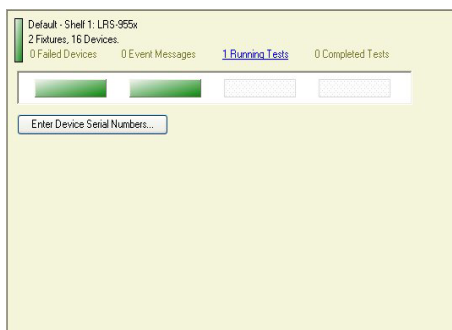 Default - Shelf 1: LRS-955x
2 Fixtures, 16 Devices.
0 Failed Devices 0 Event Messages 1 Running Tests 0 Completed Tests
Enter Device Serial Numbers...